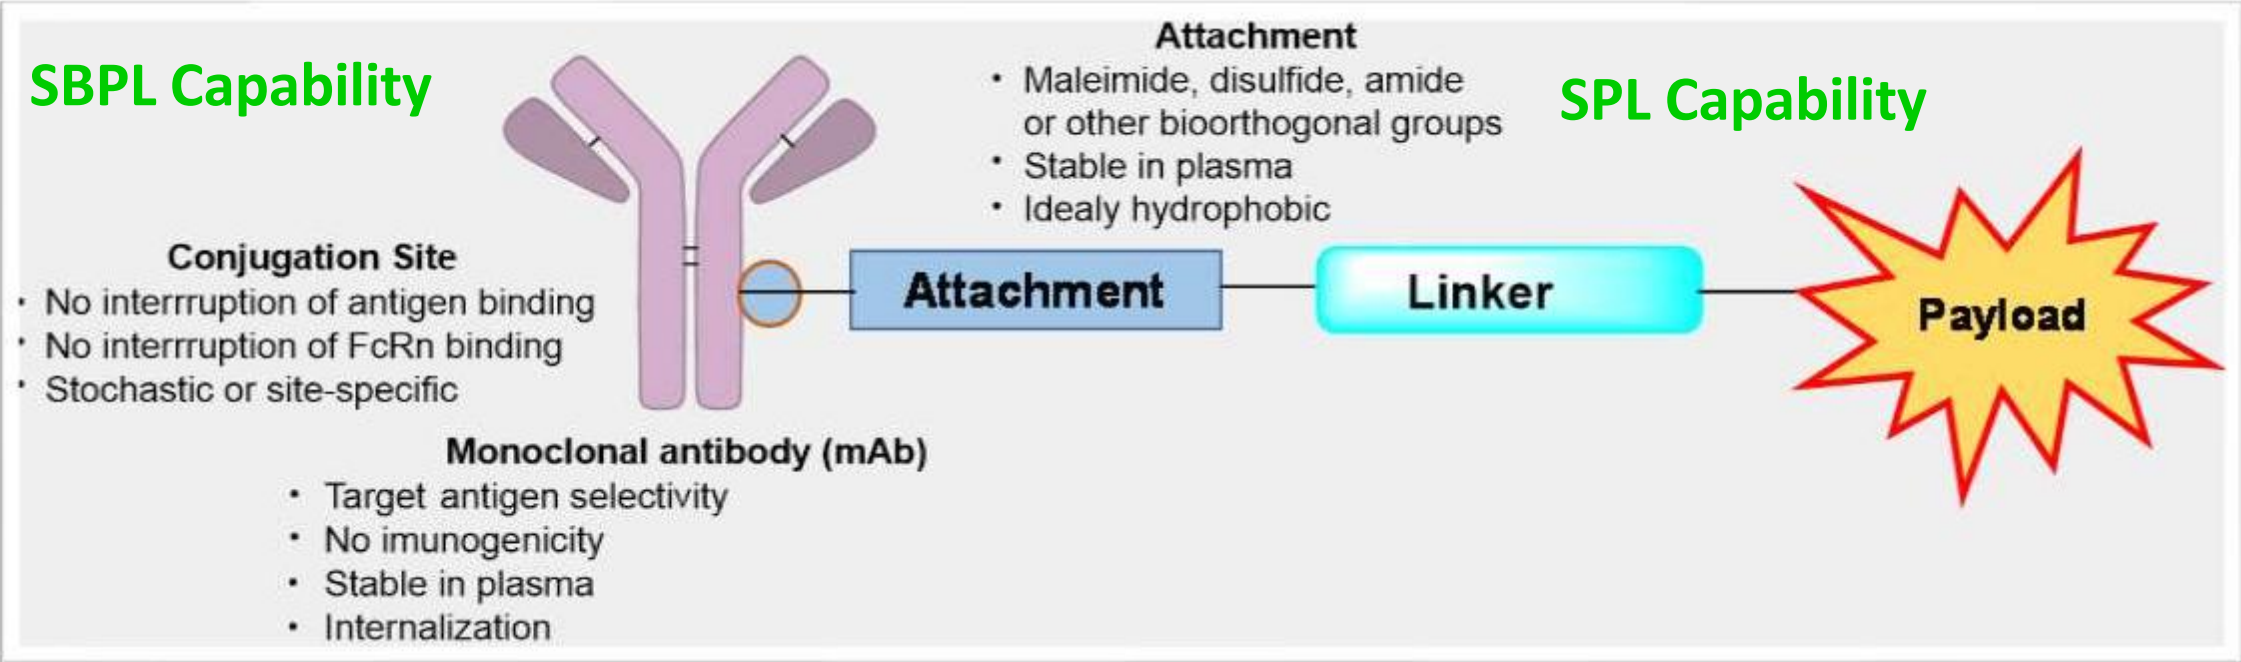 SBPL Capability
Attachment
• Maleimide, disulfide, amide
or other bioorthogonal groups
• Stable in plasma
• Idealy hydrophobic
SPL Capability
Conjugation Site
• No interrruption of antigen binding
• No interrruption of FcRn binding
• Stochastic or site-specific
Attachment
Linker
Payload
Monoclonal antibody (mAb)
• Target antigen selectivity
• No imunogenicity
• Stable in plasma
• Internalization